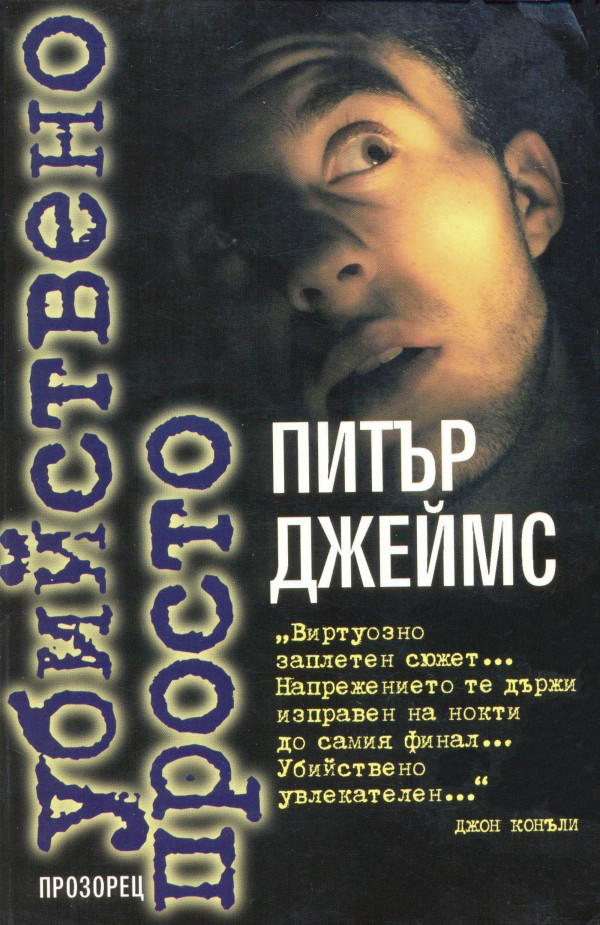 убийствено
просто
ПИТЪР
ДЖЕЙМС
„Виртуозно
заплетен сюжет...
Напрежението те държи
изправен на нокти
до самия финал...
Убийствено
увлекателен...“
ДЖОН КОНЪЛИ
ПРОЗОРЕЦ